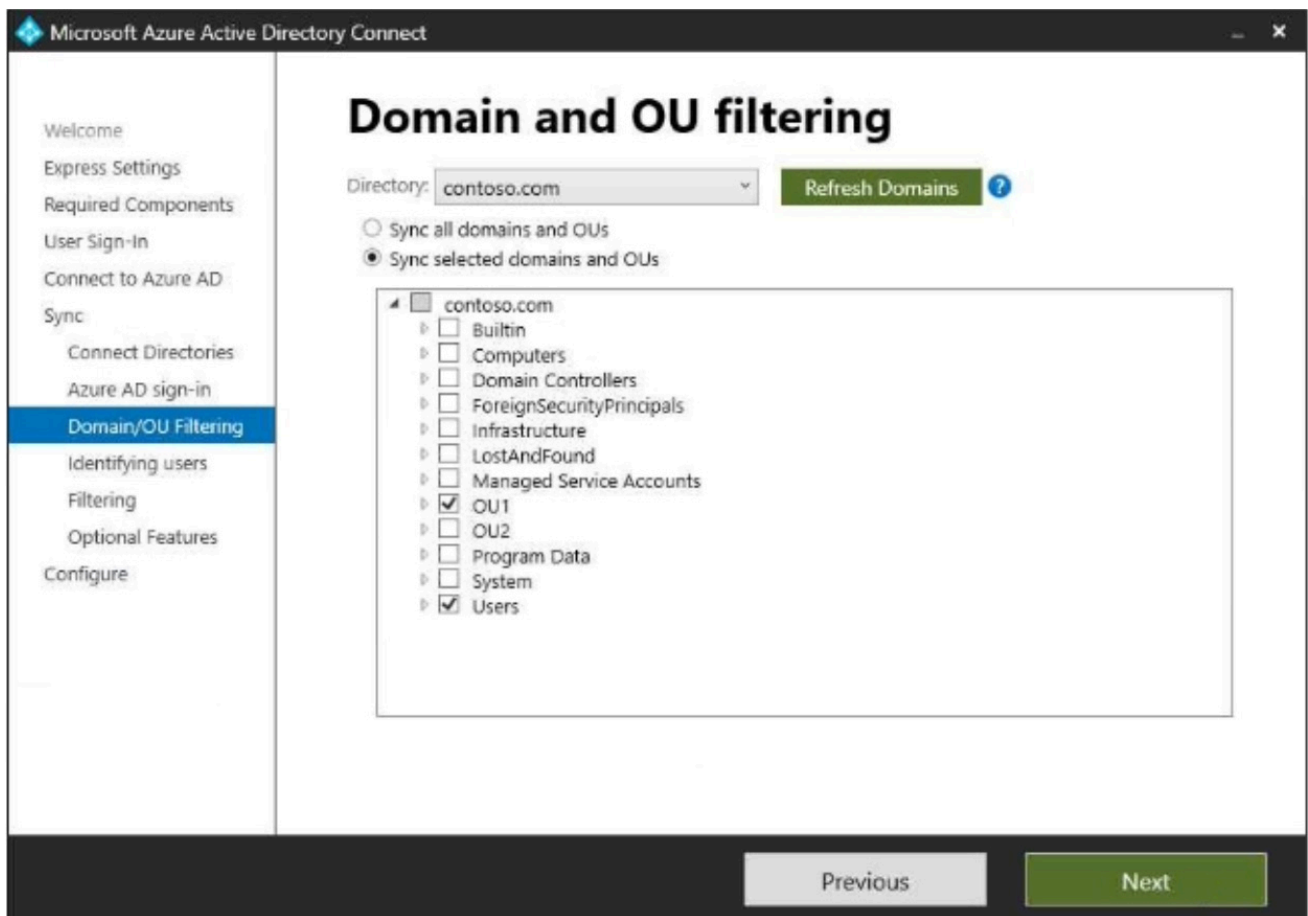 Microsoft Azure Active Directory Connect
Welcome
Express Settings
Required Components
User Sign-In
Connect to Azure AD
Sync
Connect Directories
Azure AD sign-in
Domain/OU Filtering
Identifying users
Filtering
Optional Features
Configure
Domain and OU filtering
Directory: contoso.com Refresh Domains ?
Sync all domains and OUs
Sync selected domains and OUs
contoso.com
Builtin
Computers
Domain Controllers
ForeignSecurityPrincipals
Infrastructure
LostAndFound
Managed Service Accounts
OU1
OU2
Program Data
System
Users
Previous Next